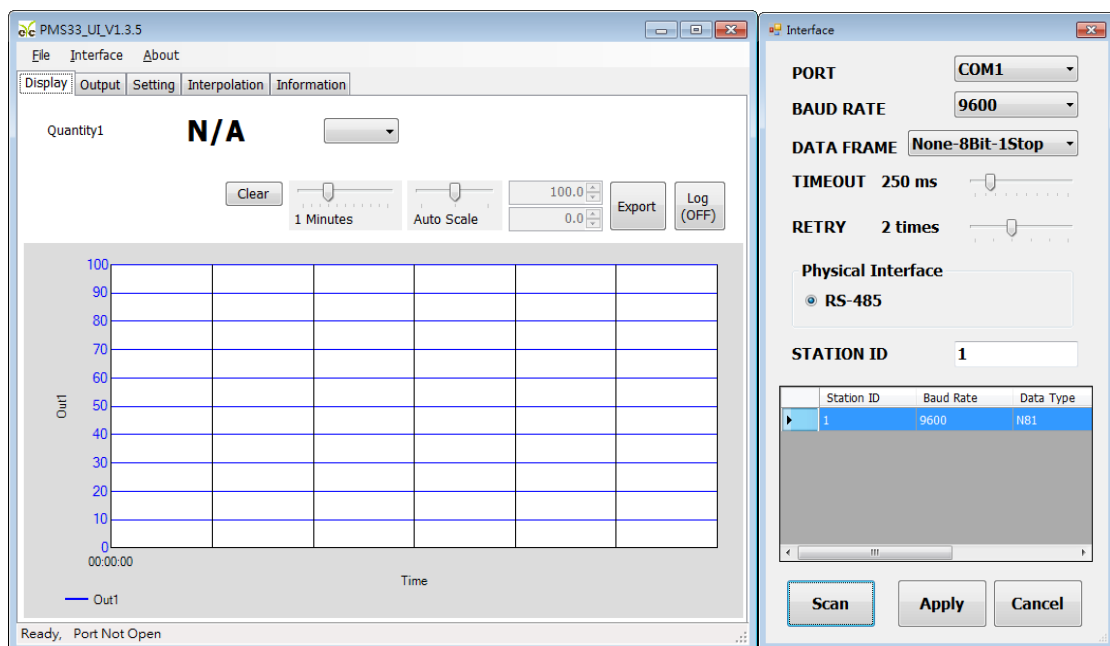 PMS33_UI_V1.3.5
File Interface About
Display Output Setting Interpolation Information
Quantity1 N/A
Clear 1 Minutes Auto Scale 100.0 0.0 Export Log (OFF)
100
90
80
70
60
50
40
30
20
10
0
Out1
00:00:00
Time
Out1
Ready, Port Not Open
Interface
PORT COM1
BAUD RATE 9600
DATA FRAME None-8Bit-1Stop
TIMEOUT 250 ms
RETRY 2 times
Physical Interface
RS-485
STATION ID 1
Station ID Baud Rate Data Type
1 9600 N81
Scan Apply Cancel